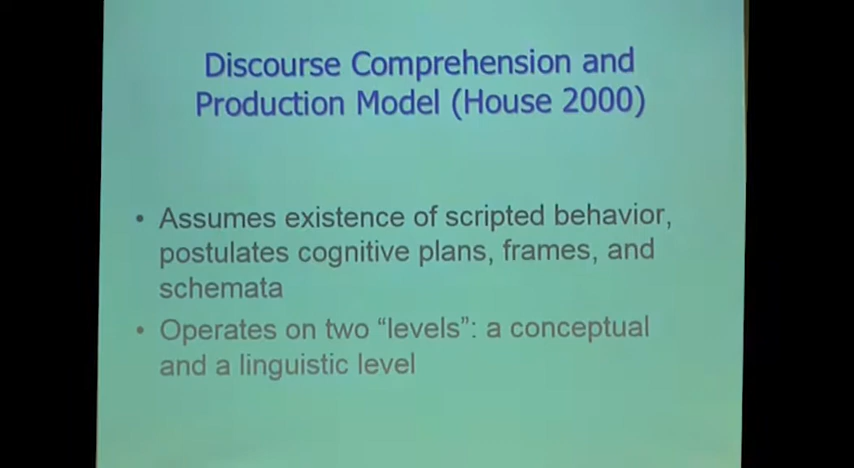 Discourse Comprehension and
Production Model (House 2000)
• Assumes existence of scripted behavior,
postulates cognitive plans, frames, and
schemata
• Operates on two “levels”: a conceptual
and a linguistic level